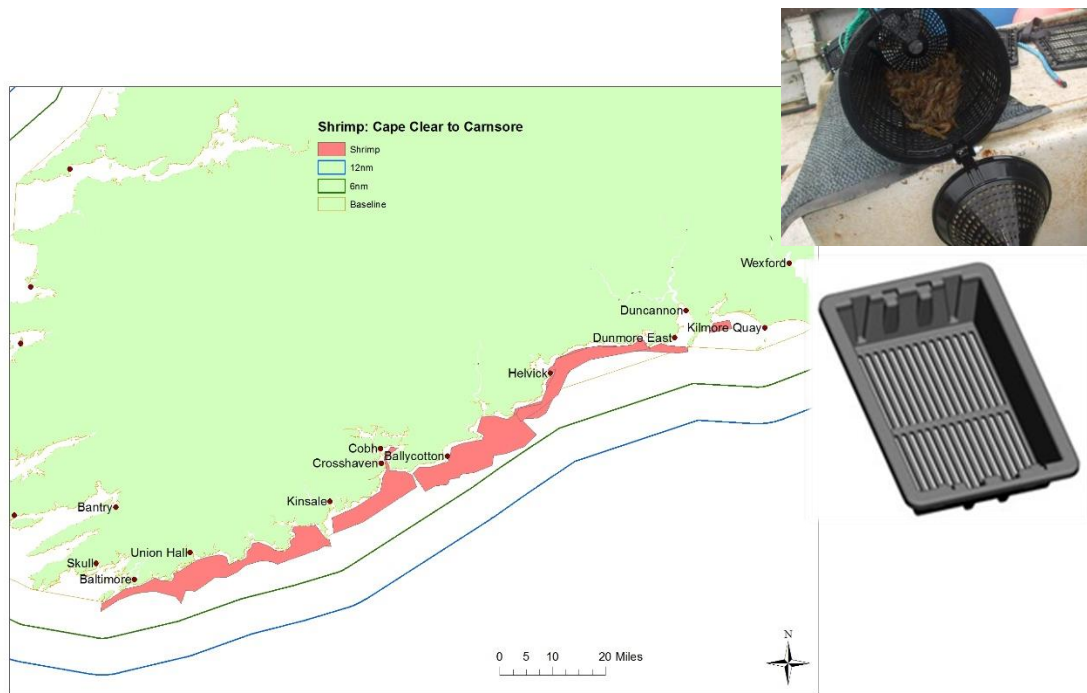 Shrimp: Cape Clear to Carnsore
Shrimp
12nm
6nm
Baseline
Wexford
Duncannon
Kilmore Quay
Dunmore East
Helvick
Cobh
Ballycotton
Crosshaven
Kinsale
Bantry
Union Hall
Skull
Baltimore
N
0 5 10 20 Miles